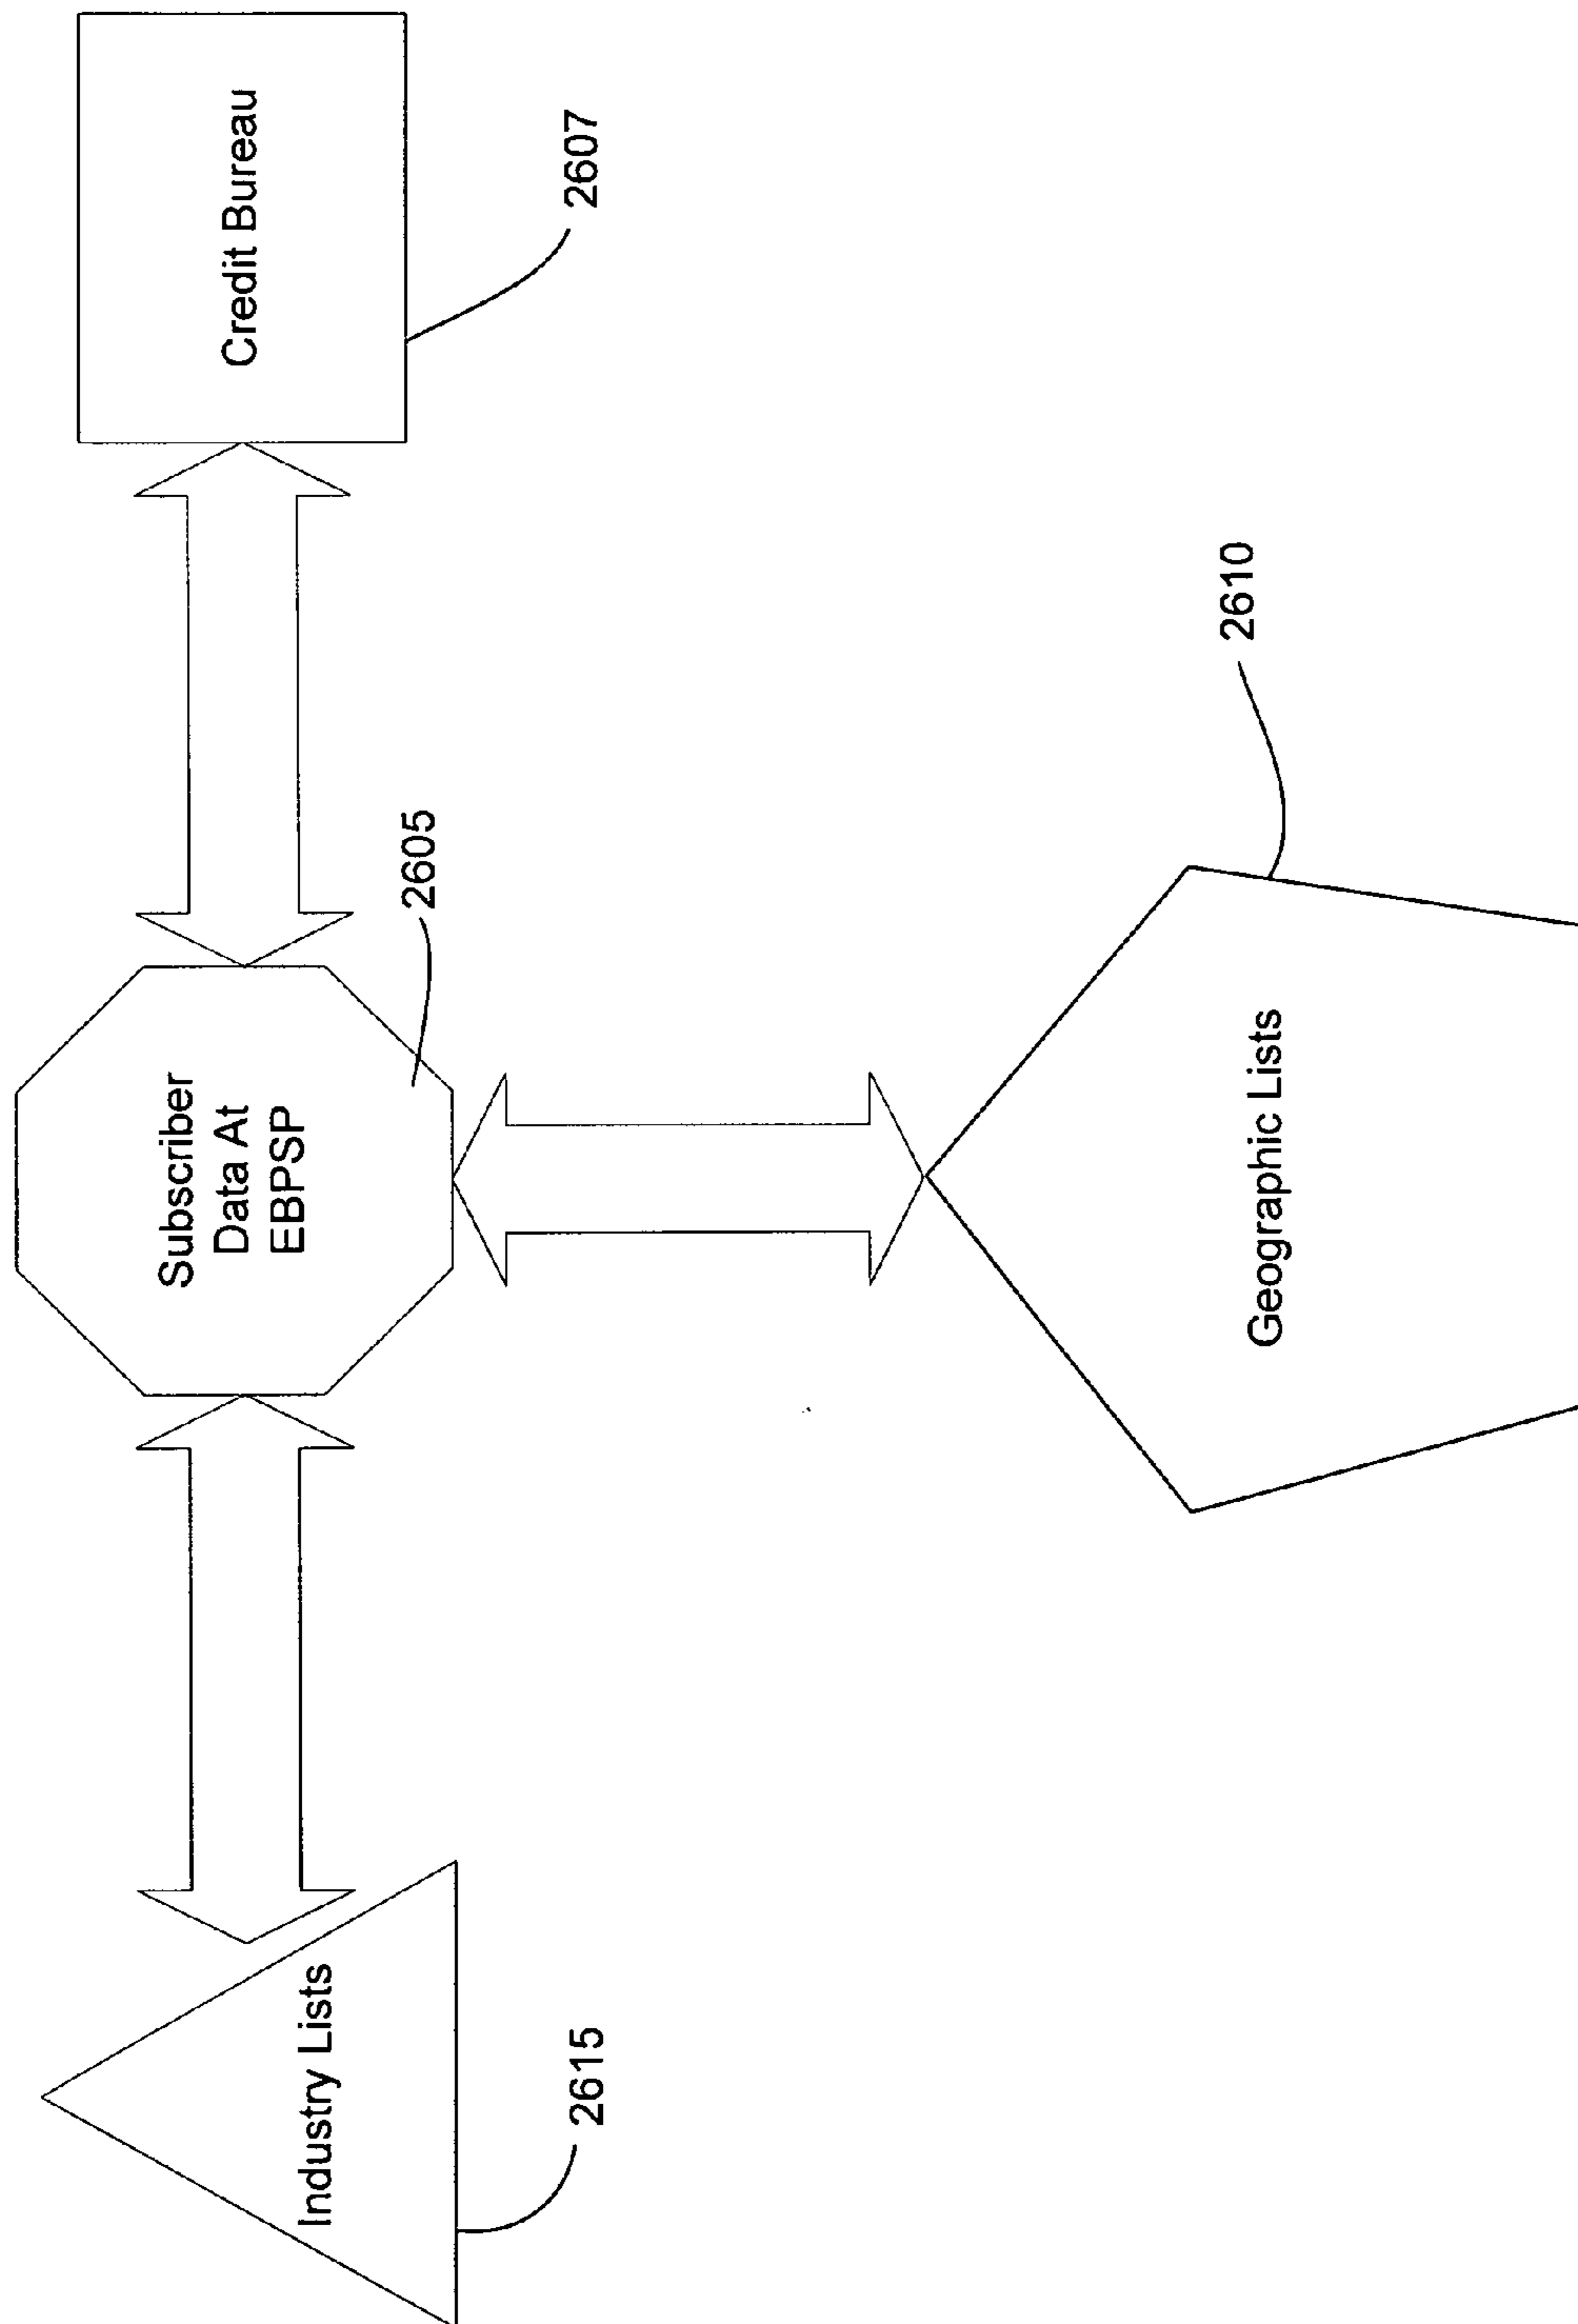 Industry Lists
2615
Subscriber
Data At
EBPSP
2605
Credit Bureau
2607
Geographic Lists
2610